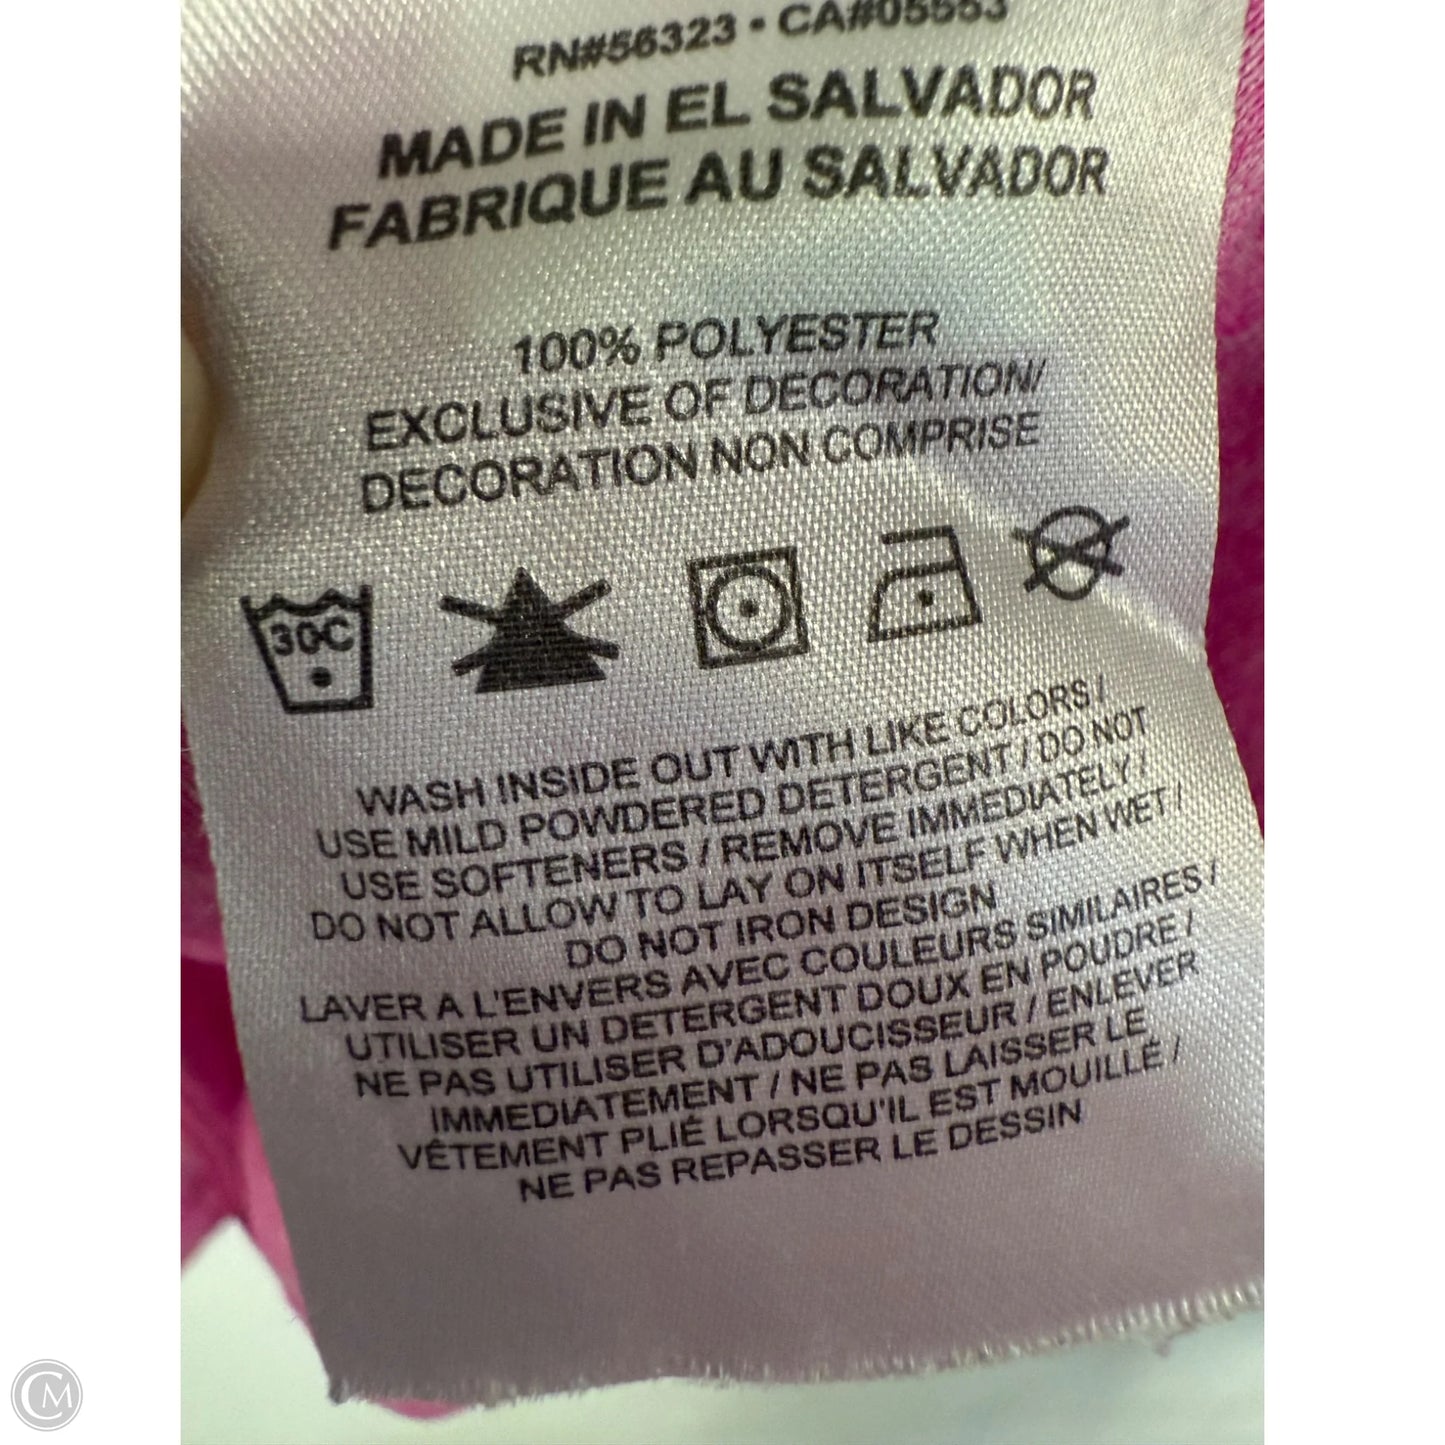 RN#56323 • CA#05553
MADE IN EL SALVADOR
FABRIQUE AU SALVADOR
100% POLYESTER
EXCLUSIVE OF DECORATION/
DECORATION NON COMPRISE
30C
WASH INSIDE OUT WITH LIKE COLORS /
USE MILD POWDERED DETERGENT / DO NOT
USE SOFTENERS / REMOVE IMMEDIATELY /
DO NOT ALLOW TO LAY ON ITSELF WHEN WET /
DO NOT IRON DESIGN
LAVER A L'ENVERS AVEC COULEURS SIMILAIRES /
UTILISER UN DETERGENT DOUX EN POUDRE /
NE PAS UTILISER D'ADOUCISSEUR / ENLEVER
IMMEDIATEMENT / NE PAS LAISSER LE
VÊTEMENT PLIÉ LORSQU'IL EST MOUILLÉ /
NE PAS REPASSER LE DESSIN
CM